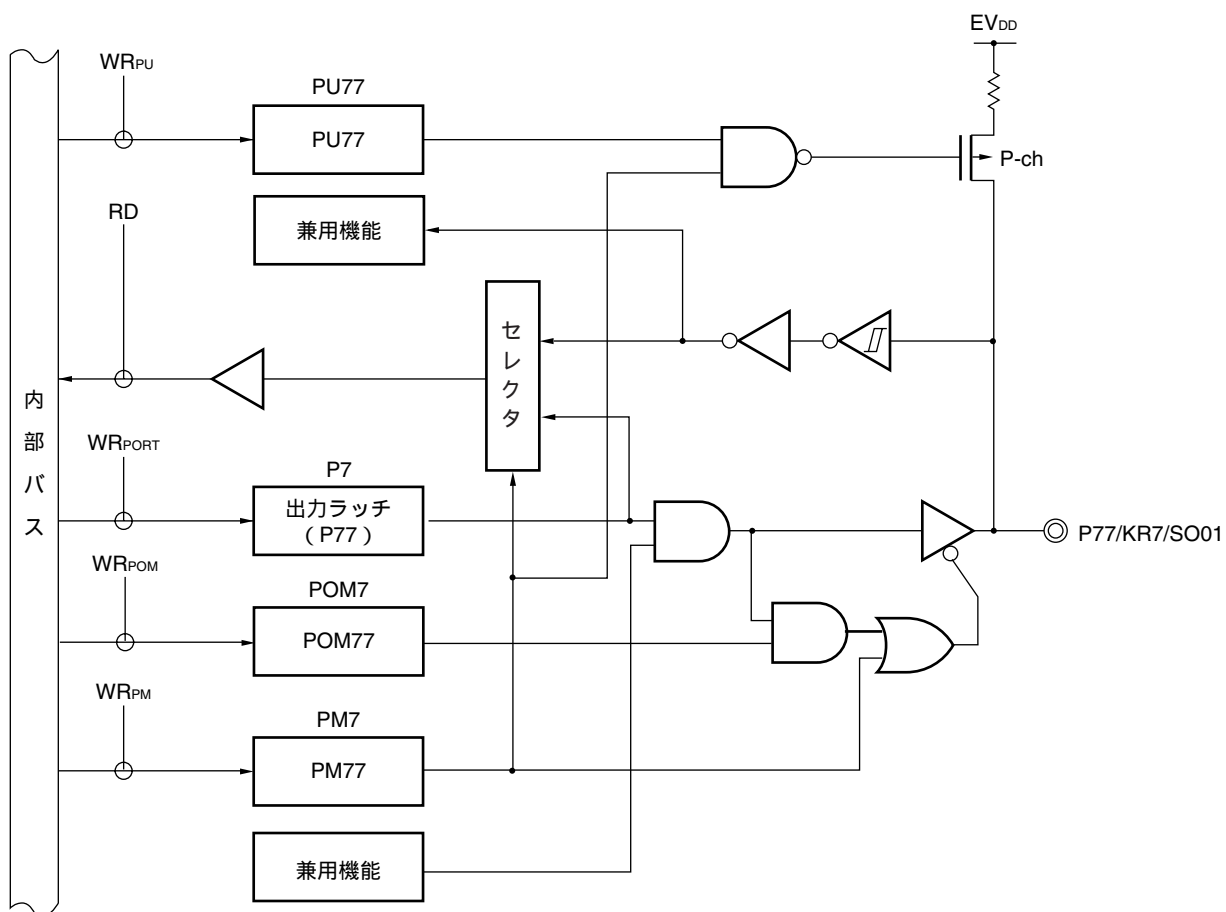 EVDD
WRPU
PU77
PU77
P-ch
RD
兼用機能
セレクタ
内部バス
WRPORT
P7
出力ラッチ
（P77）
P77/KR7/SO01
WRPOM
POM7
POM77
WRPM
PM7
PM77
兼用機能